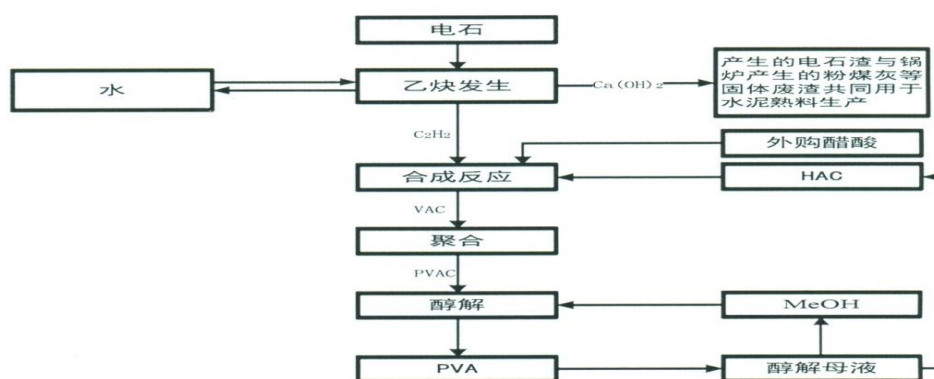 电石
水
乙炔发生
Ca(OH)2
产生的电石渣与锅
炉产生的粉煤灰等
固体废渣共同用于
水泥熟料生产
C2H2
外购醋酸
合成反应
HAC
VAC
聚合
PVAC
醇解
MeOH
PVA
醇解母液